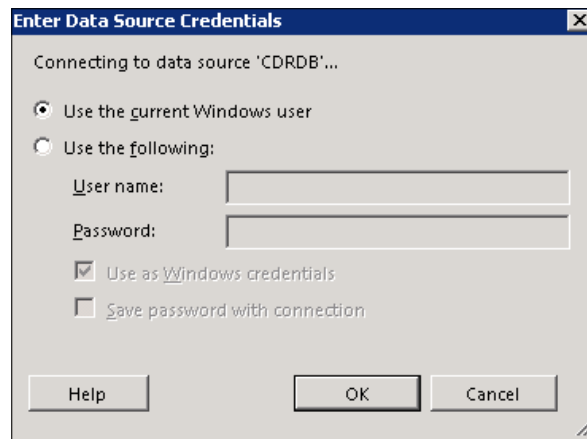 Enter Data Source Credentials
Connecting to data source 'CDRDB'...
Use the current Windows user
Use the following:
User name:
Password:
Use as Windows credentials
Save password with connection
Help OK Cancel